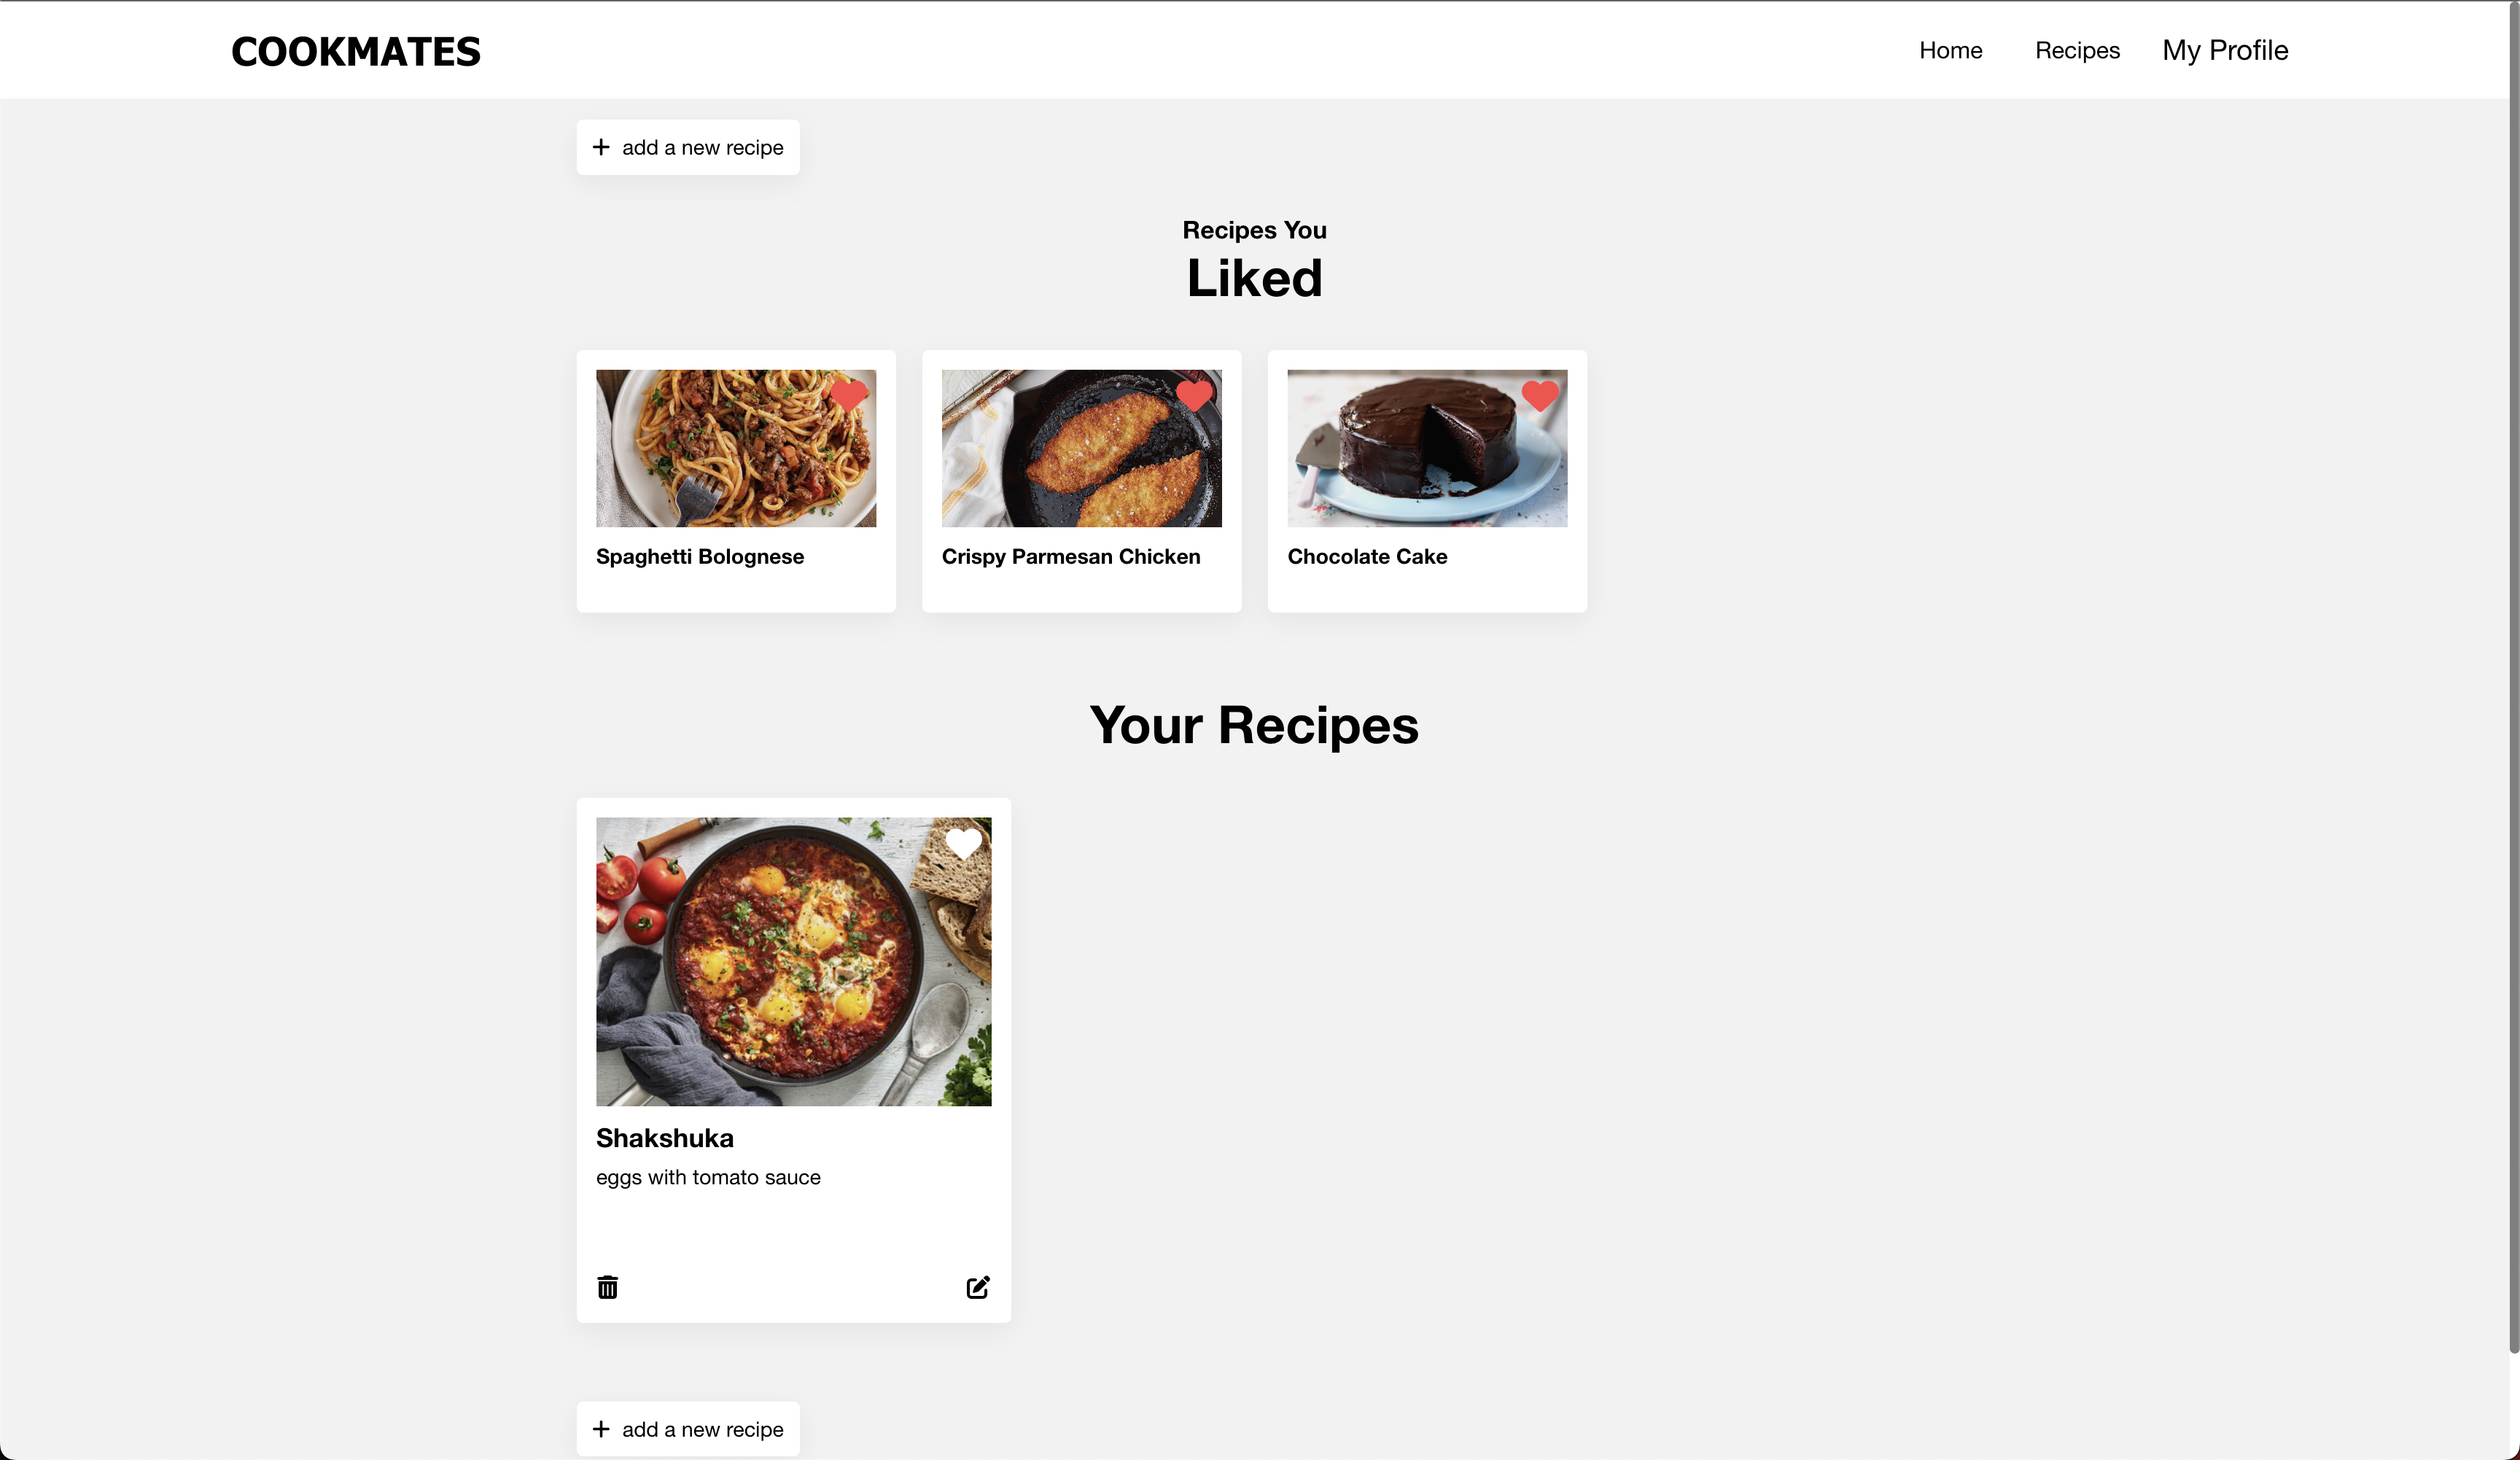 COOKMATES
Home Recipes My Profile
add a new recipe
Recipes You
Liked
Spaghetti Bolognese
Crispy Parmesan Chicken
Chocolate Cake
Your Recipes
Shakshuka
eggs with tomato sauce
add a new recipe